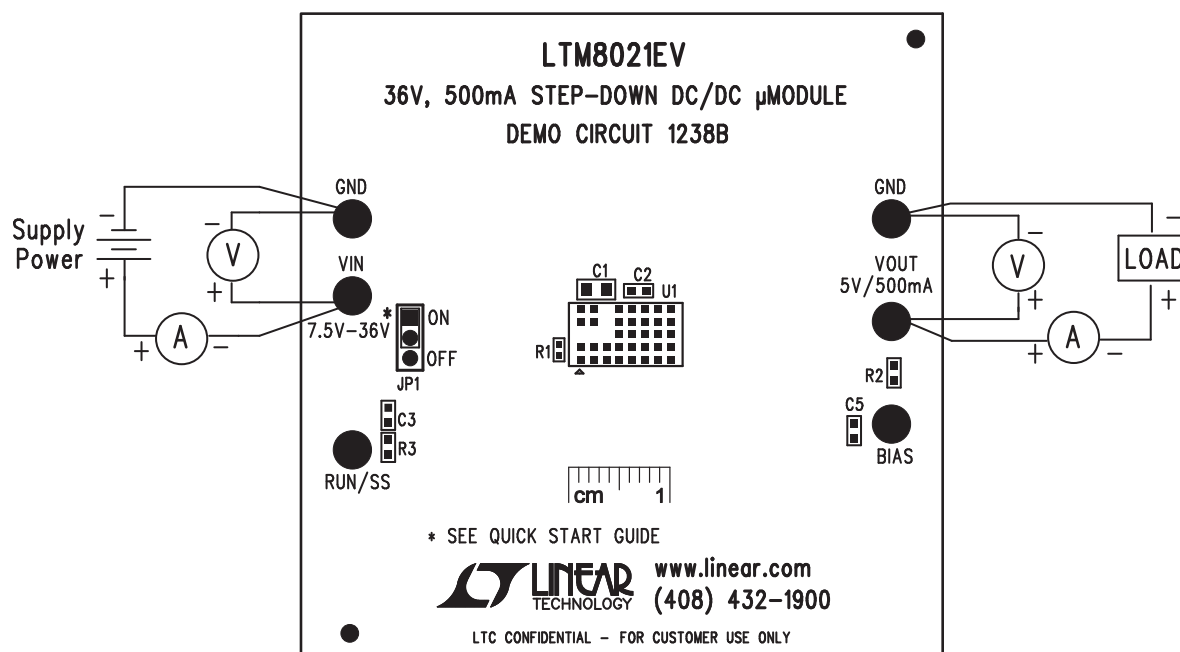 LTM8021EV
36V, 500mA STEP-DOWN DC/DC µMODULE
DEMO CIRCUIT 1238B
GND
GND
Supply
Power
–
+
–
V
+
VIN
7.5V-36V
+
A
–
*
ON
OFF
JP1
C3
R3
RUN/SS
C1
C2
U1
R1
VOUT
5V/500mA
–
V
+
–
LOAD
+
+
A
–
R2
C5
BIAS
cm 1
* SEE QUICK START GUIDE
LINEAR
TECHNOLOGY
www.linear.com
(408) 432-1900
LTC CONFIDENTIAL - FOR CUSTOMER USE ONLY